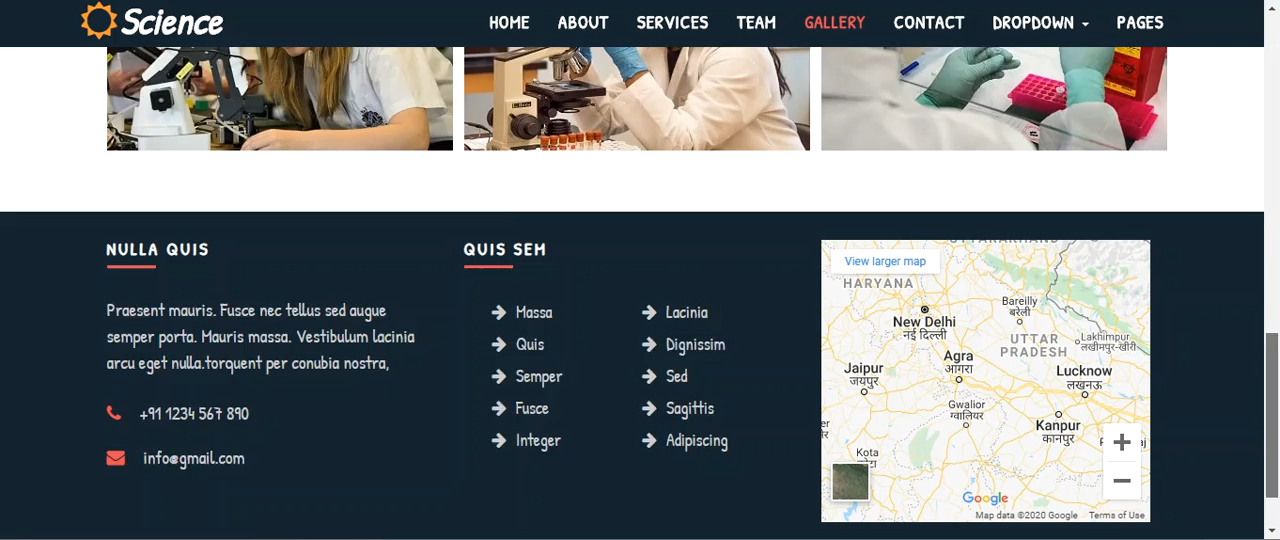 Science
HOME ABOUT SERVICES TEAM GALLERY CONTACT DROPDOWN PAGES
NULLA QUIS
Praesent mauris. Fusce nec tellus sed augue
semper porta. Mauris massa. Vestibulum lacinia
arcu eget nulla.torquent per conubia nostra,
+91 1234 567 890
info@gmail.com
QUIS SEM
Massa
Quis
Semper
Fusce
Integer
Lacinia
Dignissim
Sed
Sagittis
Adipiscing
View larger map
HARYANA
Bareilly
बरेली
New Delhi
नई दिल्ली
UTTAR
PRADESH
Lakhimpur
लखीमपुर-खीरी
Agra
आगरा
Jaipur
जयपुर
Lucknow
लखनऊ
Gwalior
ग्वालियर
Kanpur
कानपुर
Kota
कोटा
Google
Map data ©2020 Google Terms of Use